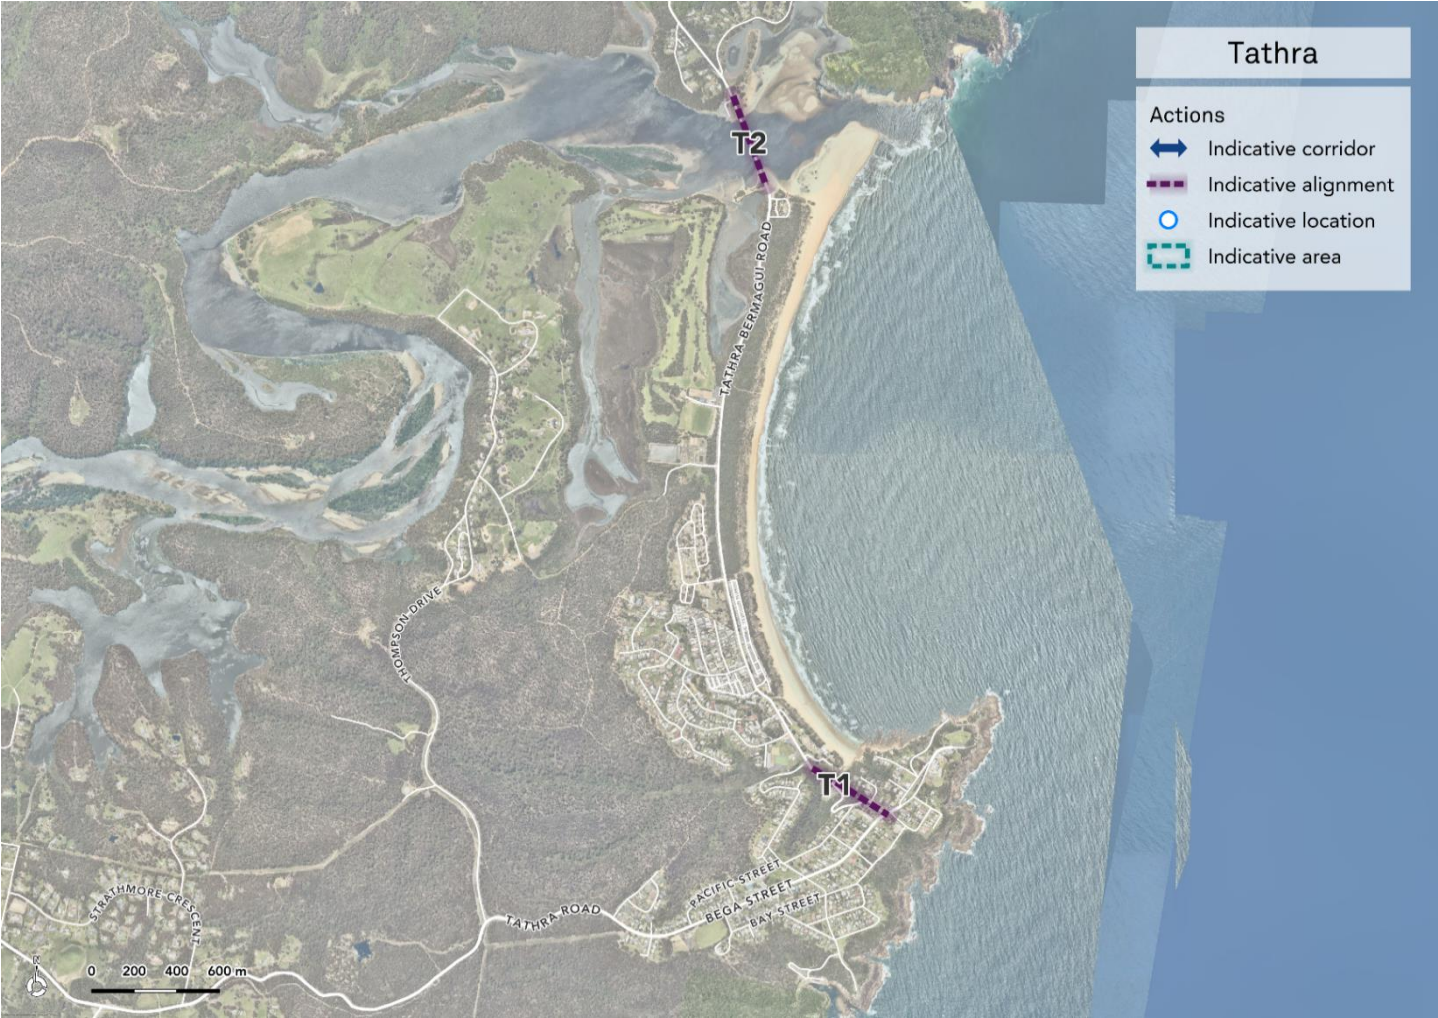 Tathra
Actions
Indicative corridor
Indicative alignment
Indicative location
Indicative area
T2
TATHRA-BERMAGUI ROAD
THOMPSON DRIVE
T1
PACIFIC STREET
BEGA STREET
BAY STREET
TATHRA ROAD
STRATHMORE CRESCENT
N
0 200 400 600 m